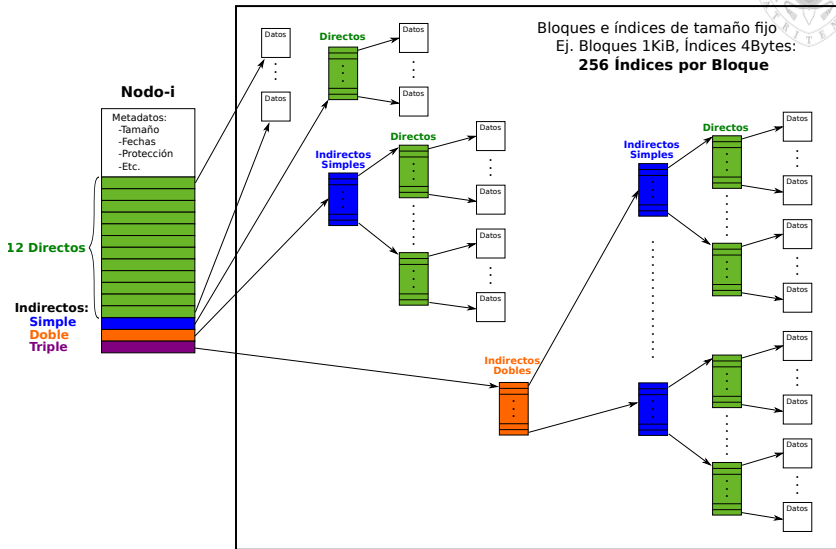 Bloques e índices de tamaño fijo
Ej. Bloques 1KiB, Índices 4Bytes:
256 Índices por Bloque
Nodo-i
Metadatos:
-Tamaño
-Fechas
-Protección
-Etc.
12 Directos
Indirectos:
Simple
Doble
Triple
Datos
Datos
Directos
Datos
Datos
Indirectos
Simples
Directos
Datos
Datos
Datos
Datos
Indirectos
Dobles
Indirectos
Simples
Directos
Datos
Datos
Datos
Datos
Datos
Datos
Datos
Datos